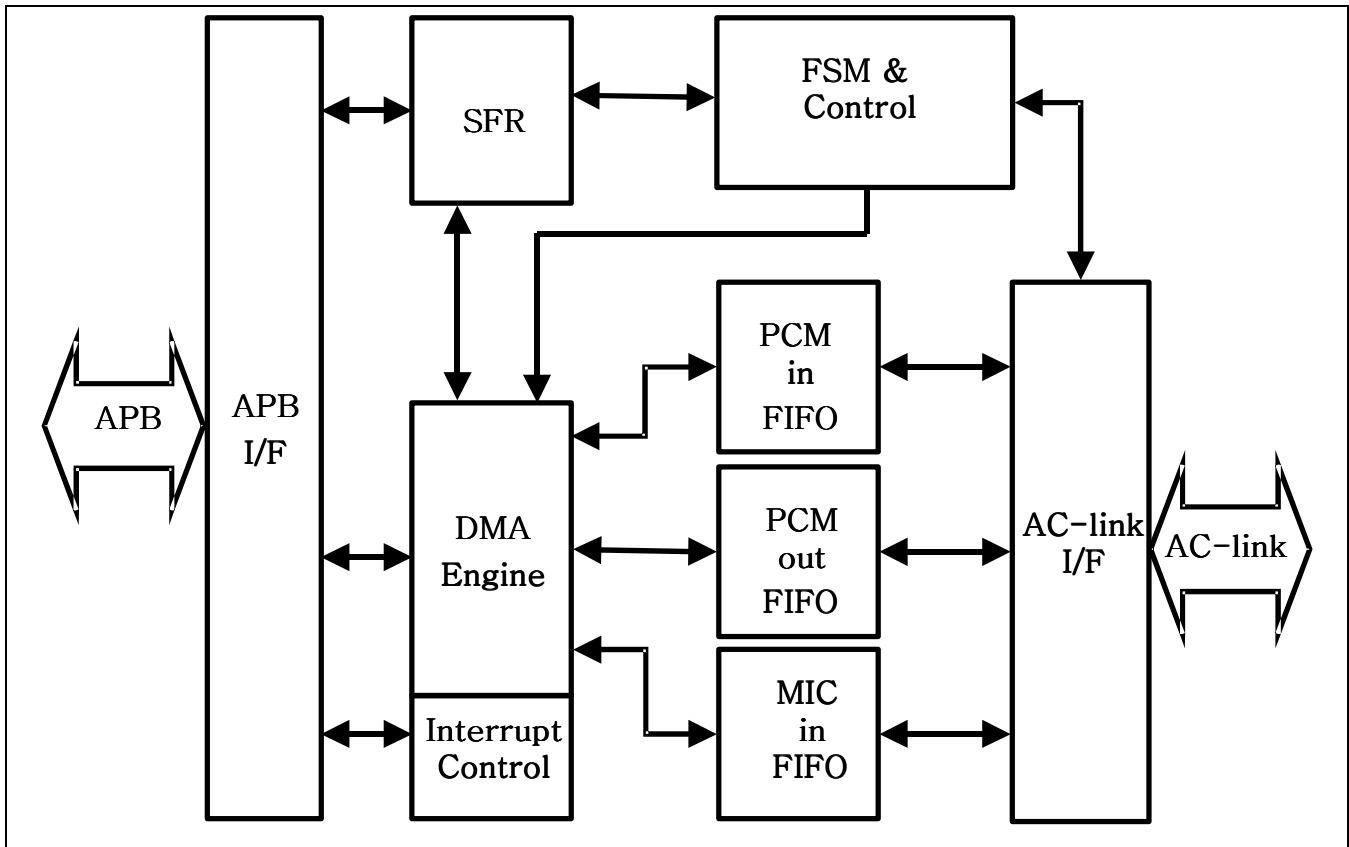 SFR
FSM &
Control
APB
APB
I/F
DMA
Engine
Interrupt
Control
PCM
in
FIFO
PCM
out
FIFO
MIC
in
FIFO
AC-link
I/F
AC-link